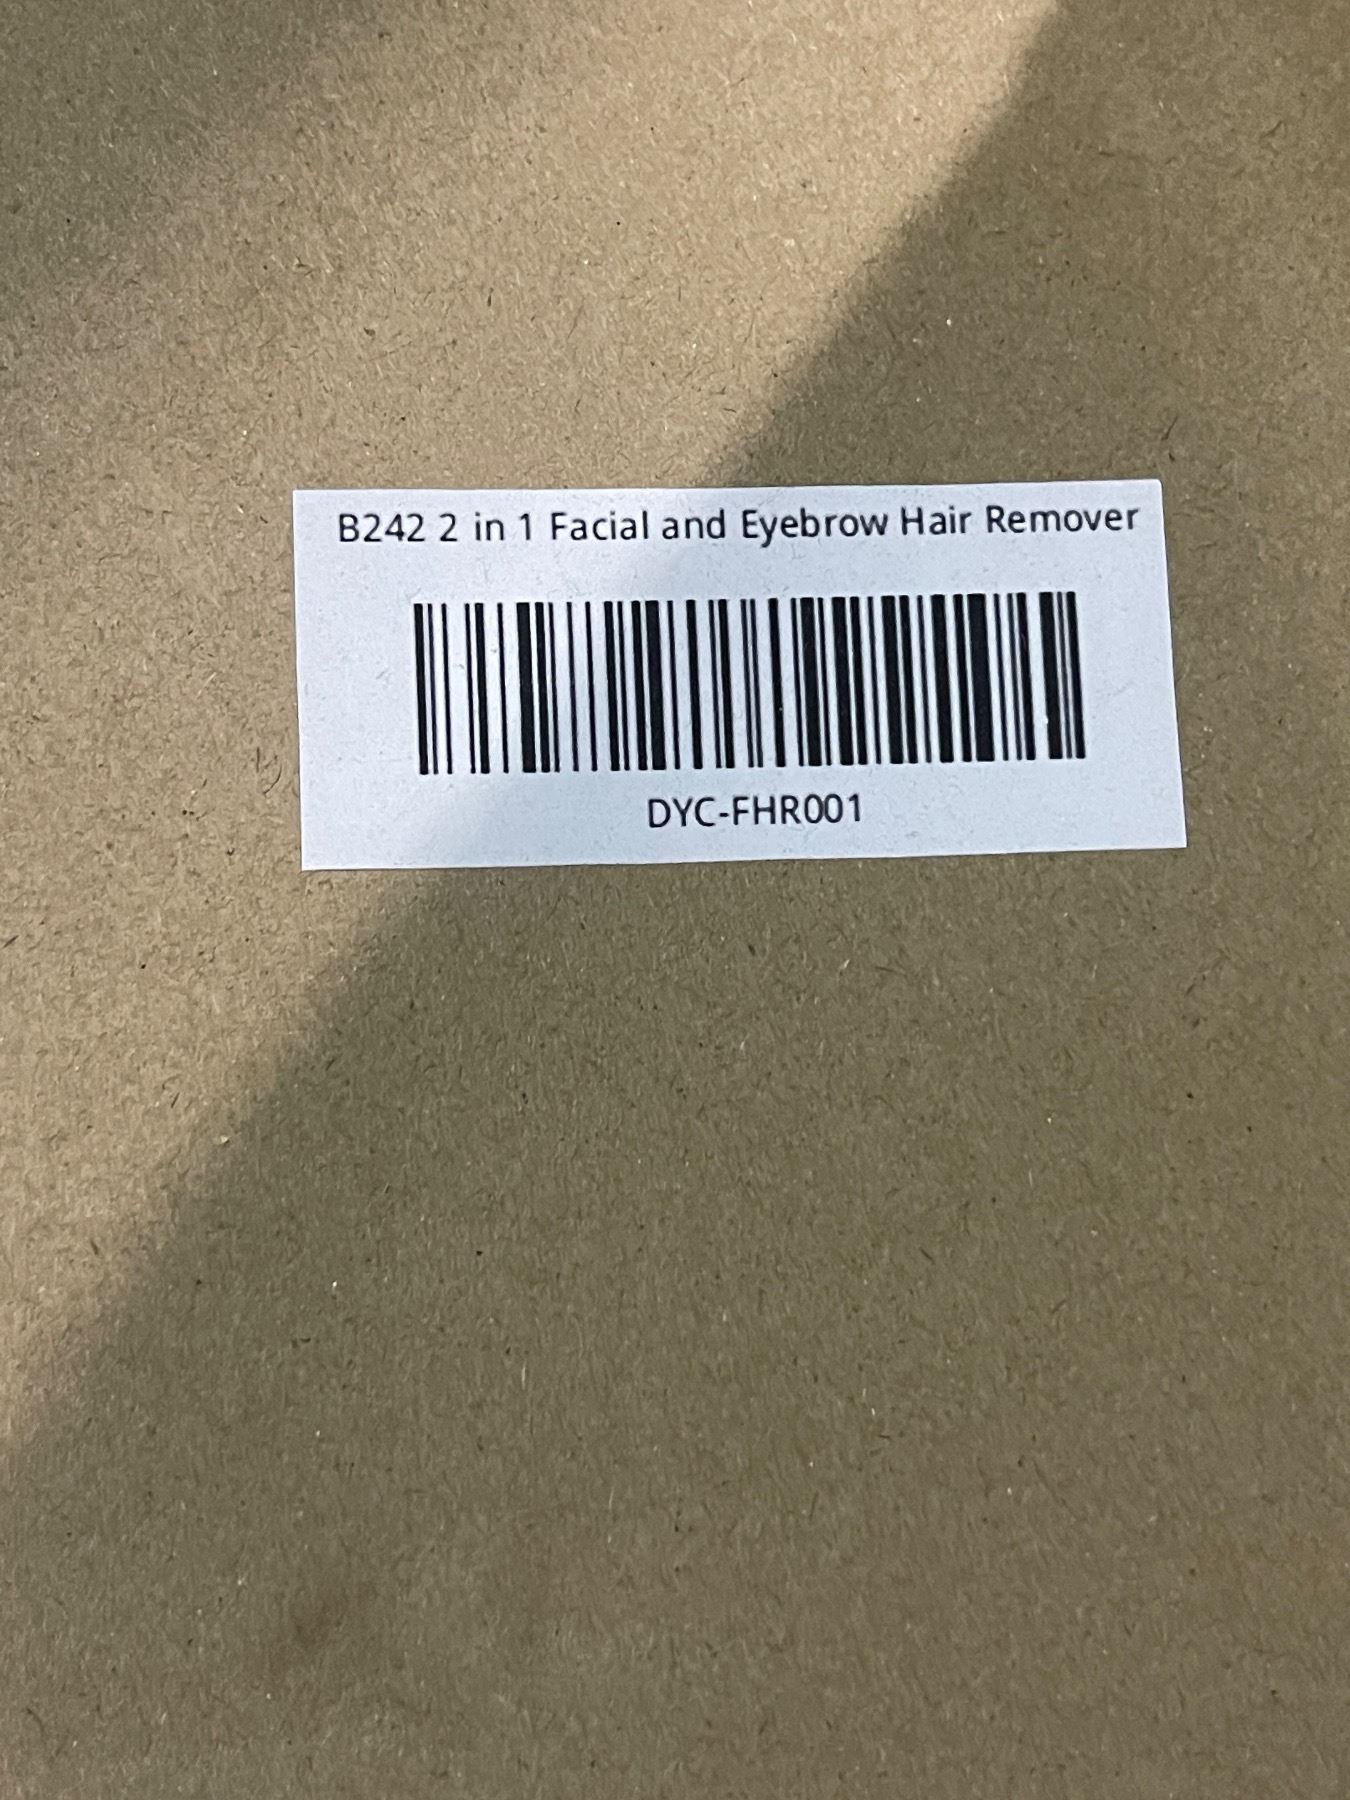 B242 2 in 1 Facial and Eyebrow Hair Remover
DYC-FHR001